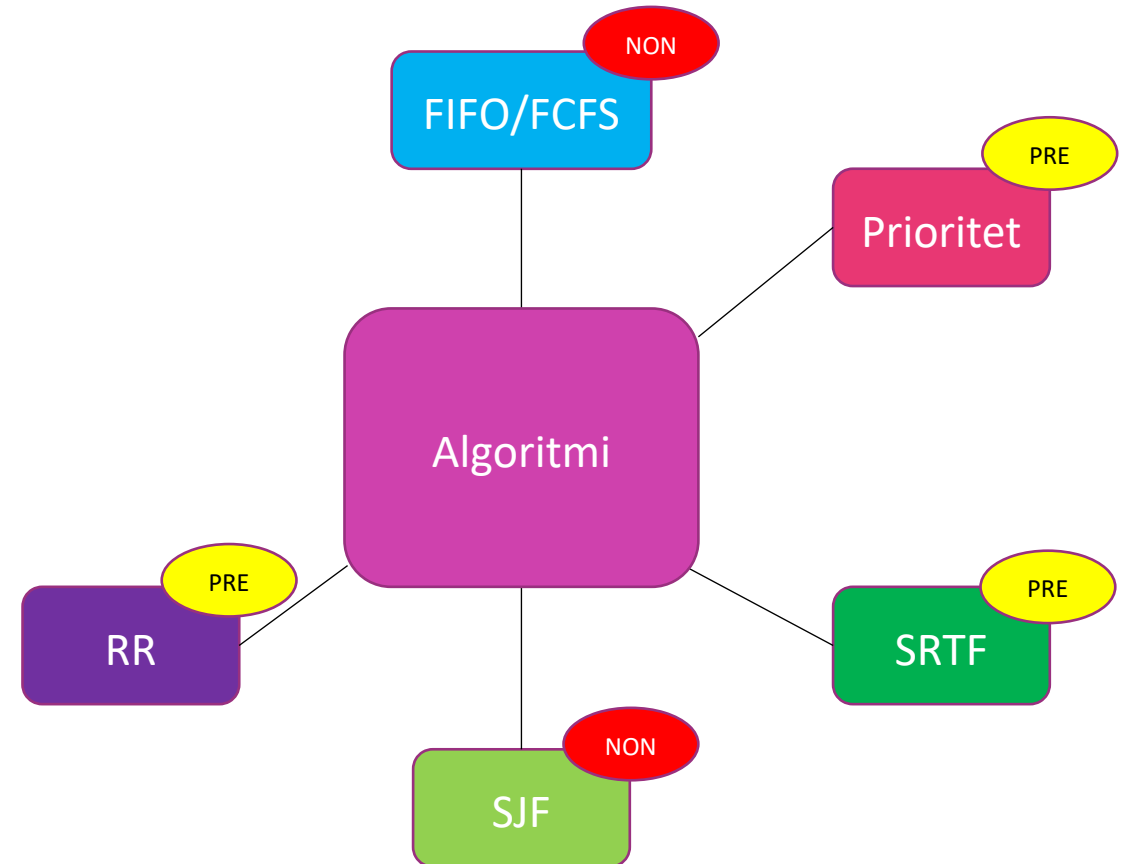 NON
FIFO/FCFS
PRE
Prioritet
Algoritmi
PRE
RR
PRE
SRTF
NON
SJF